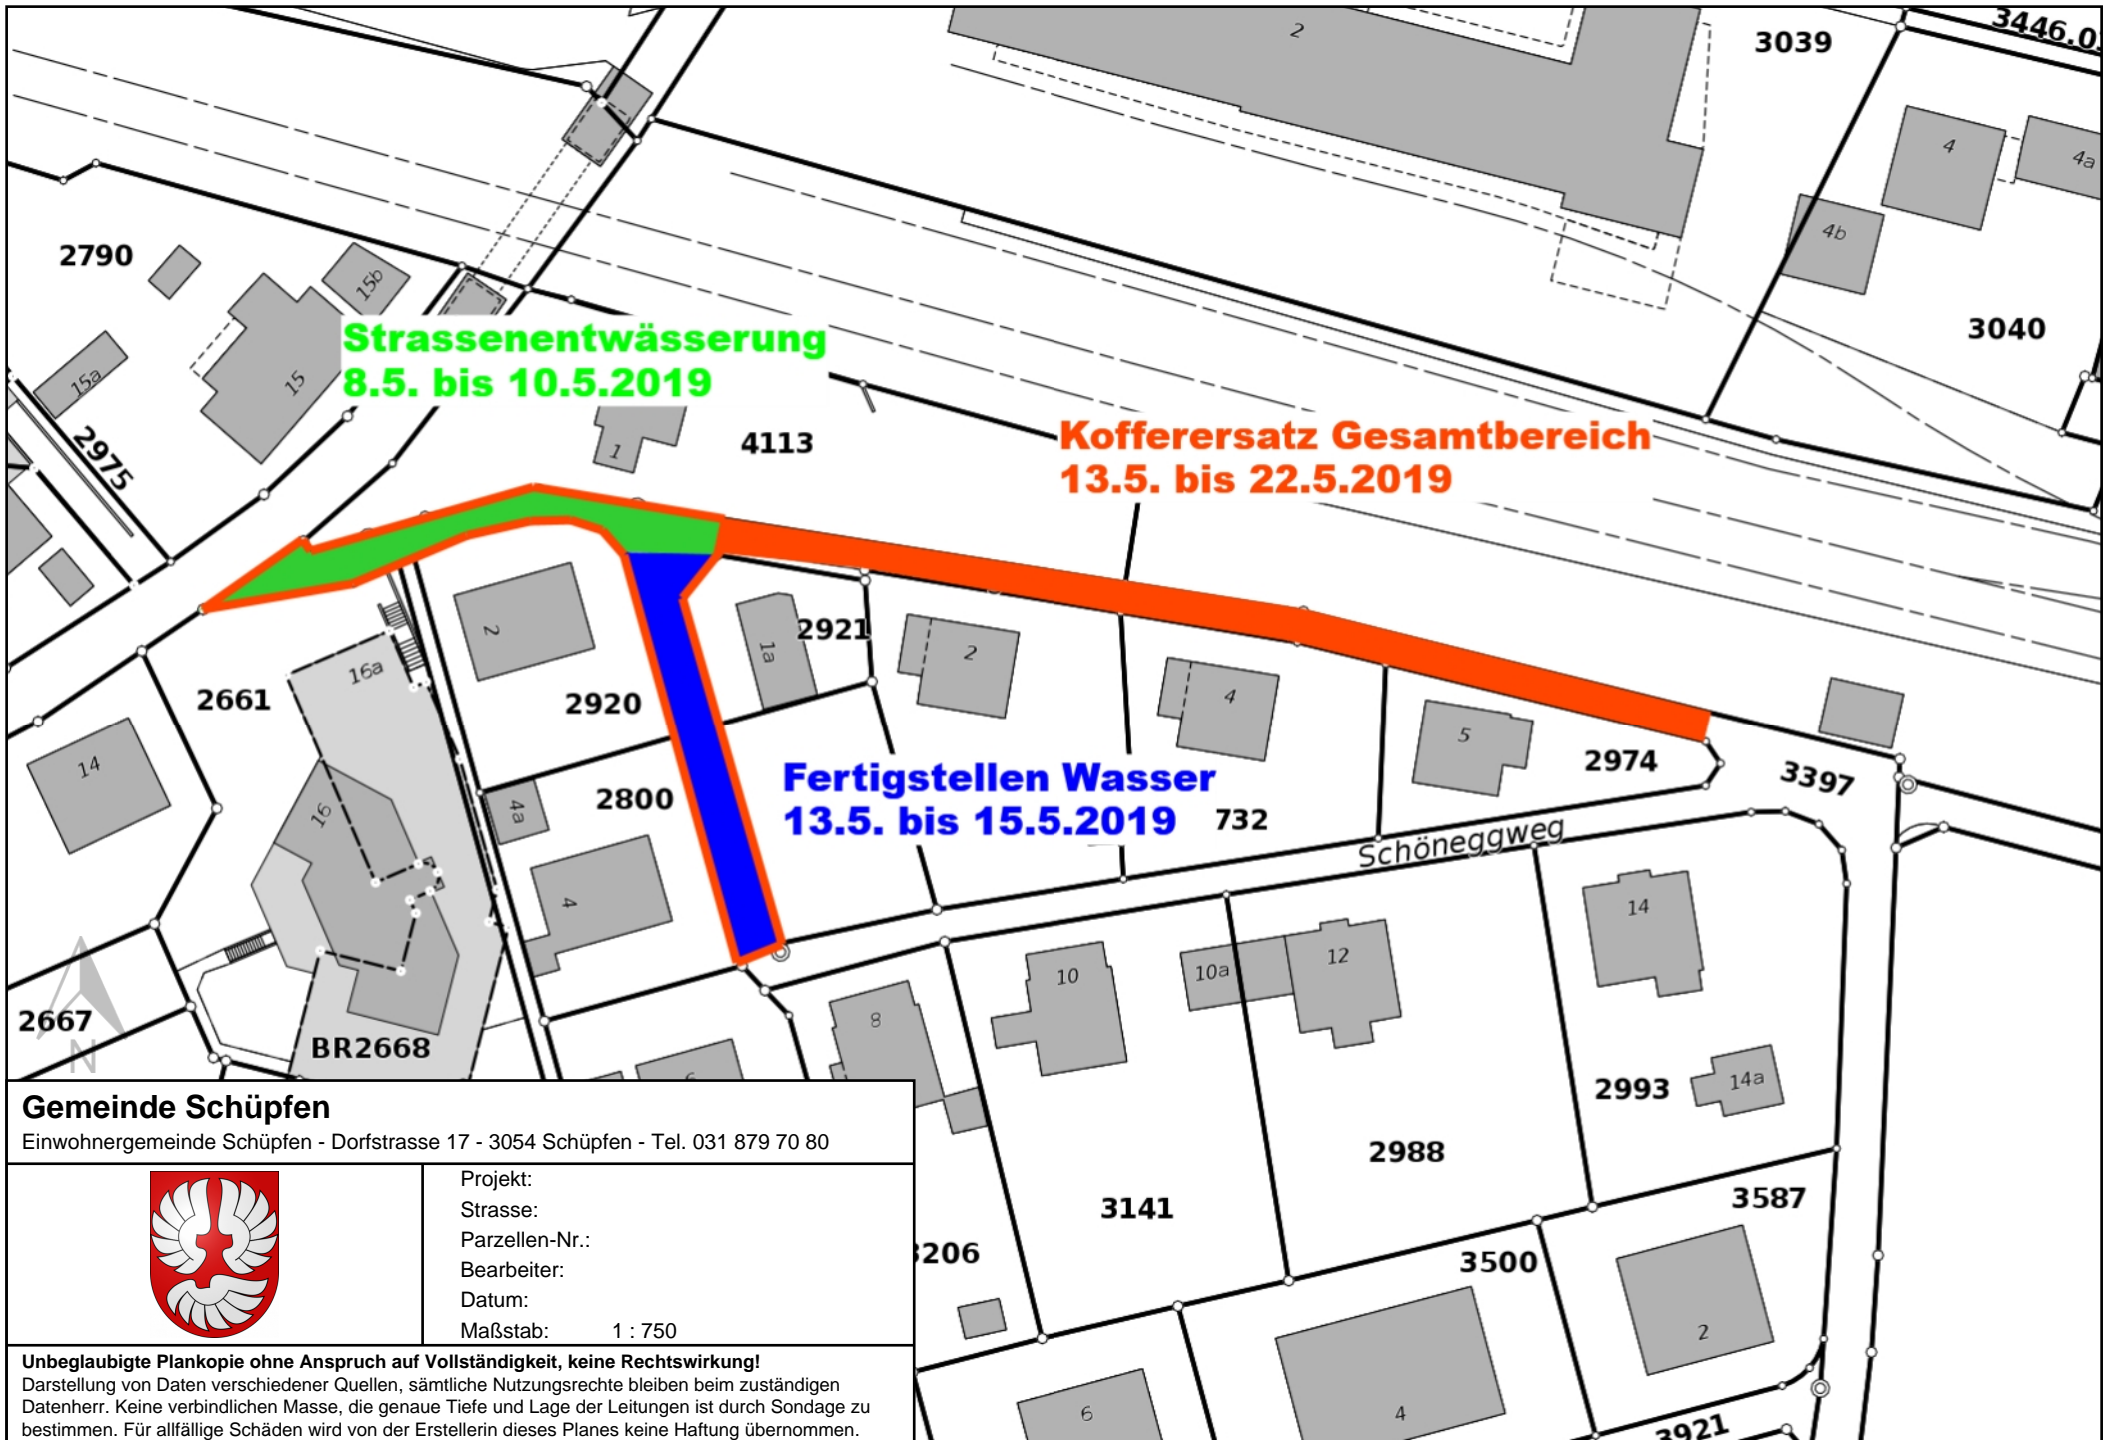 2
3039
3446.0
4
4a
4b
2790
15b
3040
Strassenentwässerung
8.5. bis 10.5.2019
15a
15
1
4113
Kofferersatz Gesamtbereich
13.5. bis 22.5.2019
2975
2
1a
2921
2
16a
2661
2920
4
5
2974
14
3397
Fertigstellen Wasser
13.5. bis 15.5.2019
2800
4a
16
732
Schöneggweg
4
14
12
10
10a
2667
N
BR2668
8
6
14a
2993
Gemeinde Schüpfen
Einwohnergemeinde Schüpfen - Dorfstrasse 17 - 3054 Schüpfen - Tel. 031 879 70 80
2988
Projekt:
Strasse:
Parzellen-Nr.:
Bearbeiter:
Datum:
Maßstab: 1 : 750
3141
3587
3206
3500
2
Unbeglaubigte Plankopie ohne Anspruch auf Vollständigkeit, keine Rechtswirkung!
Darstellung von Daten verschiedener Quellen, sämtliche Nutzungsrechte bleiben beim zuständigen
Datenherr. Keine verbindlichen Masse, die genaue Tiefe und Lage der Leitungen ist durch Sondage zu
bestimmen. Für allfällige Schäden wird von der Erstellerin dieses Planes keine Haftung übernommen.
6
4
3921